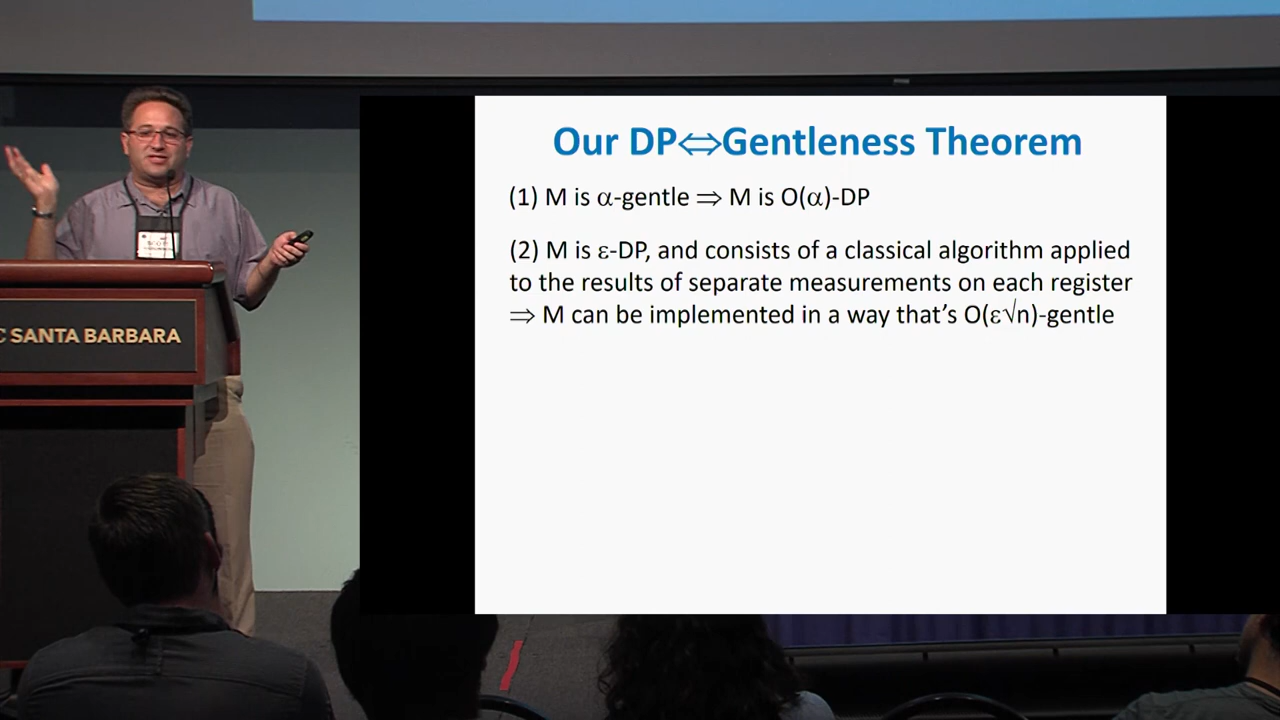 Our DP⇔Gentleness Theorem
(1) M is α-gentle ⇒ M is O(α)-DP
(2) M is ε-DP, and consists of a classical algorithm applied
to the results of separate measurements on each register
⇒ M can be implemented in a way that's O(ε√n)-gentle
C SANTA BARBARA